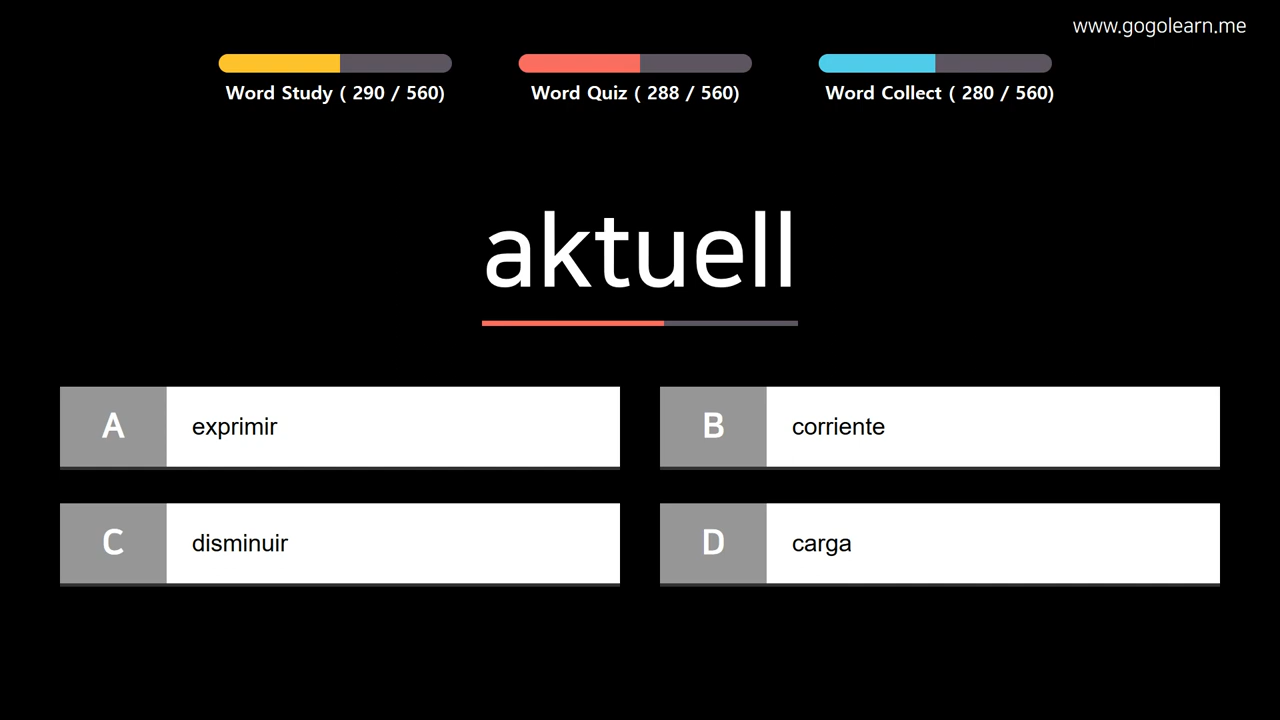 www.gogolearn.me
Word Study ( 290 / 560)
Word Quiz ( 288 / 560)
Word Collect ( 280 / 560)
aktuell
A exprimir
B corriente
C disminuir
D carga